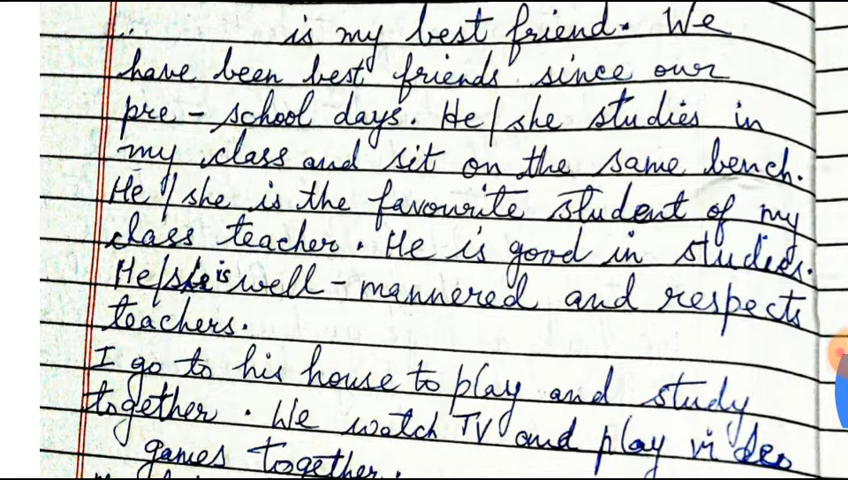 .. is my best friend. We
have been best friends since our
pre-school days. He/she studies in
my class and sit on the same bench.
He/she is the favourite student of my
class teacher. He is good in studies.
He/she is well-mannered and respects
teachers.
I go to his house to play and study
together. We watch TV and play video
games together.